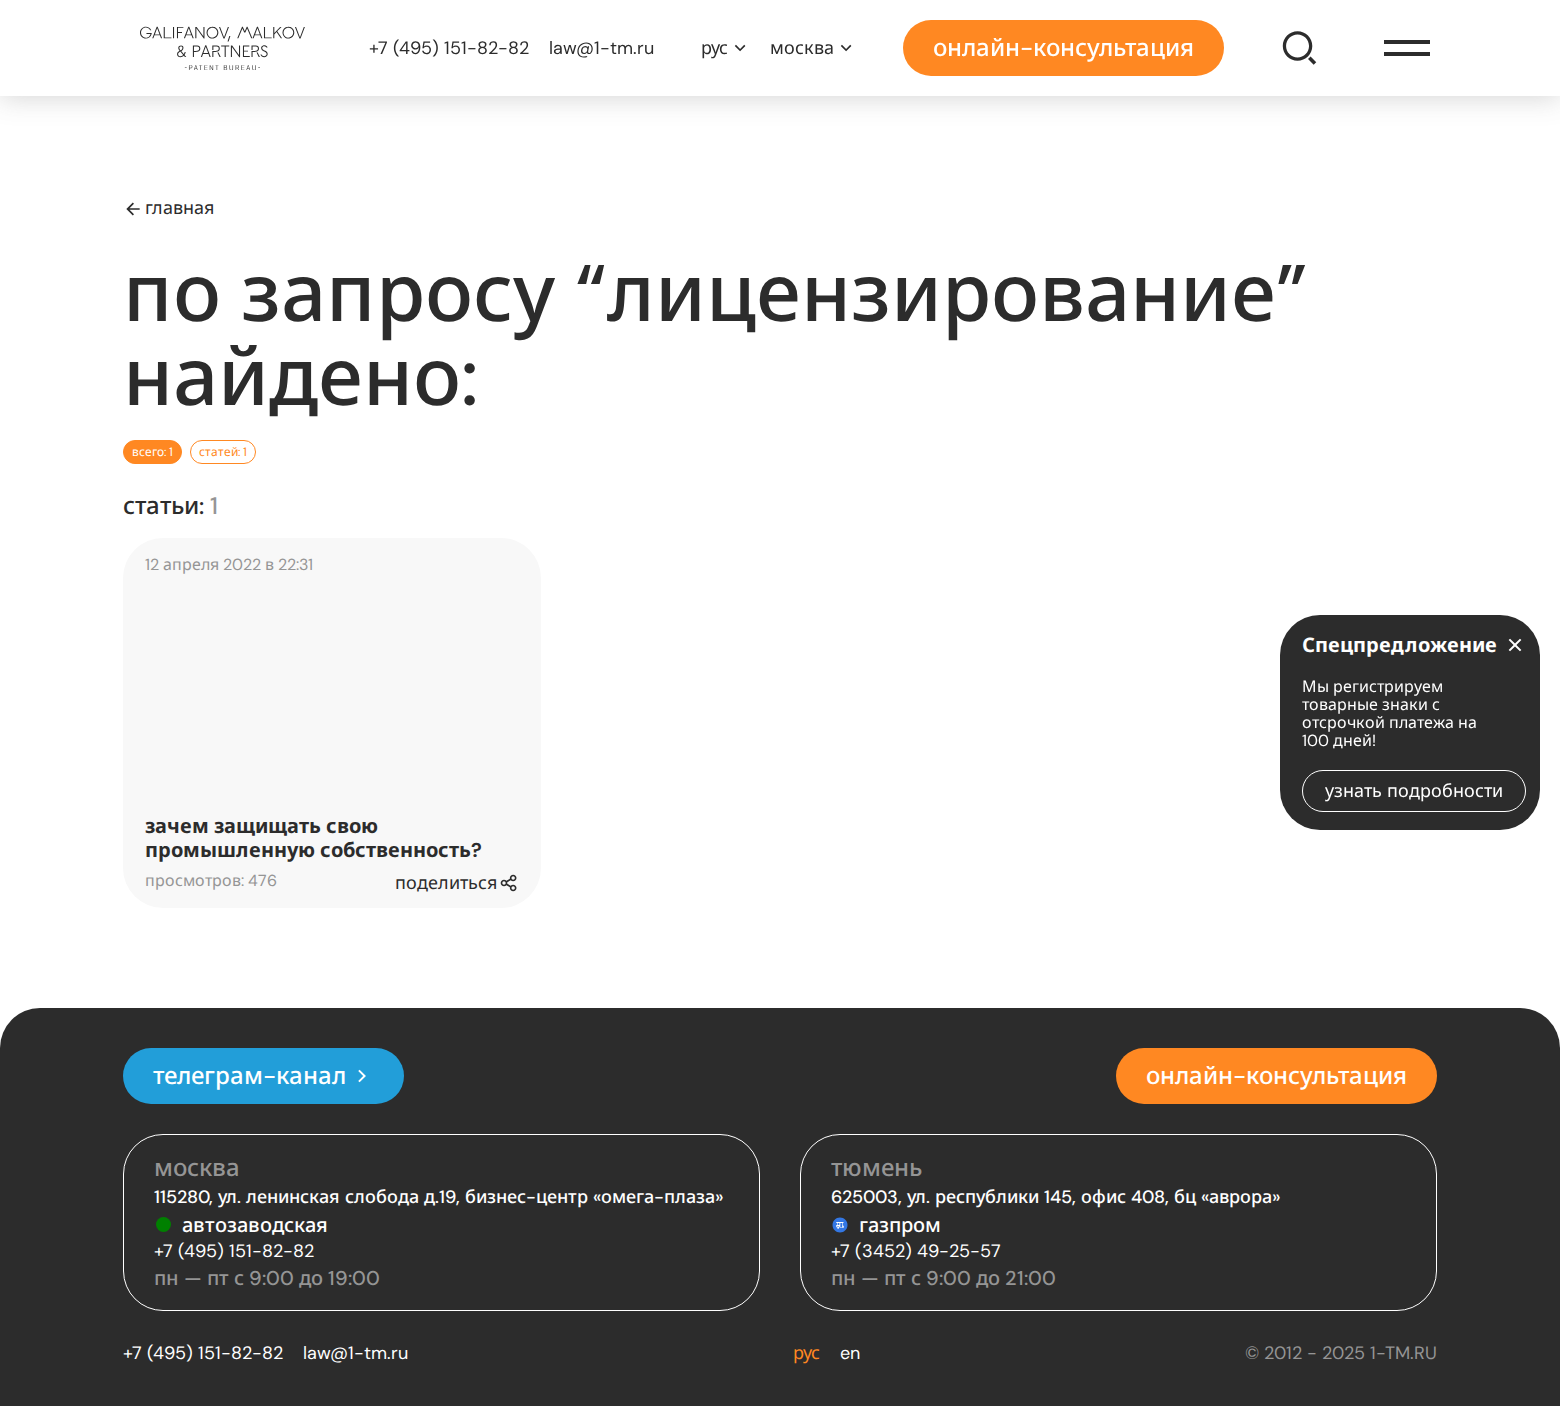 GALIFANOV, MALKOV
& PARTNERS
-PATENT BUREAU-
+7 (495) 151-82-82 law@1-tm.ru рус москва онлайн-консультация
главная
по запросу “лицензирование”
найдено:
всего: 1 статей: 1
статьи: 1
12 апреля 2022 в 22:31
зачем защищать свою
промышленную собственность?
просмотров: 476 поделиться
Спецпредложение
Мы регистрируем
товарные знаки с
отсрочкой платежа на
100 дней!
узнать подробности
телеграм-канал онлайн-консультация
москва
115280, ул. ленинская слобода д.19, бизнес-центр «омега-плаза»
автозаводская
+7 (495) 151-82-82
пн — пт с 9:00 до 19:00
тюмень
625003, ул. республики 145, офис 408, бц «аврора»
газпром
+7 (3452) 49-25-57
пн — пт с 9:00 до 21:00
+7 (495) 151-82-82 law@1-tm.ru рус en © 2012 - 2025 1-TM.RU